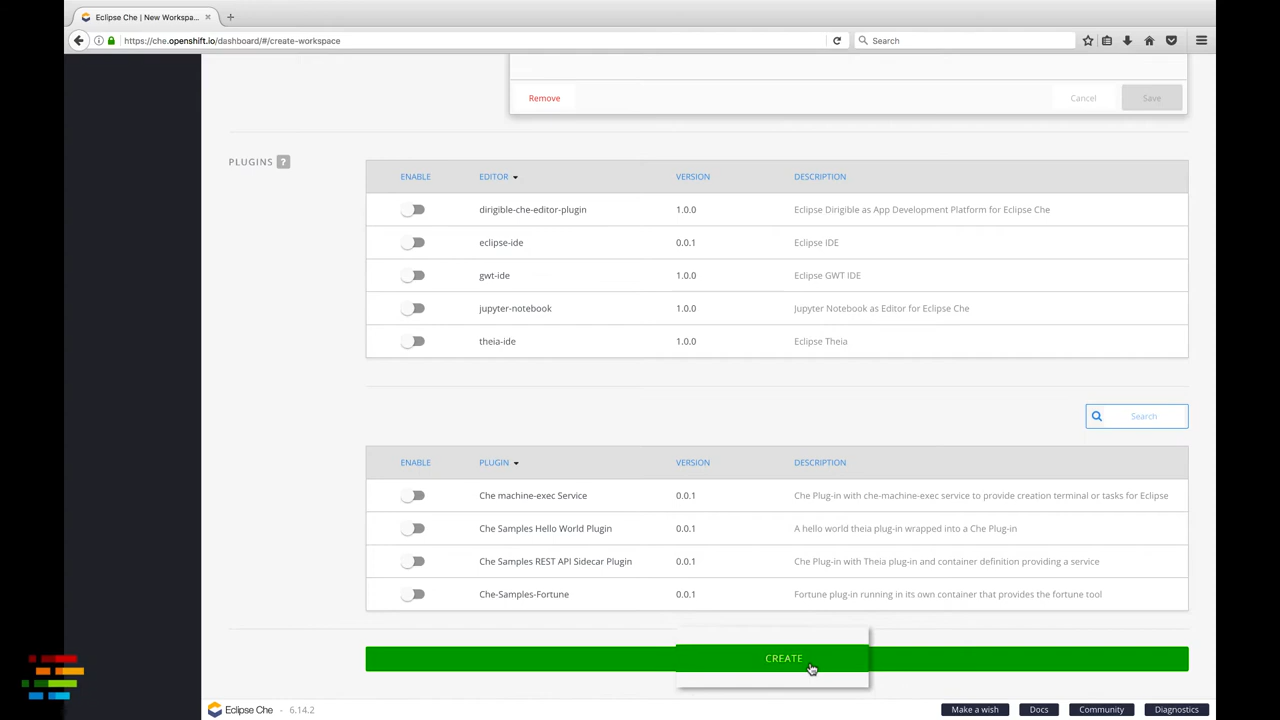 Eclipse Che | New Workspa...
https://che.openshift.io/dashboard/#/create-workspace
Search
Remove
Cancel
Save
PLUGINS ?
ENABLE EDITOR VERSION DESCRIPTION
dirigible-che-editor-plugin 1.0.0 Eclipse Dirigible as App Development Platform for Eclipse Che
eclipse-ide 0.0.1 Eclipse IDE
gwt-ide 1.0.0 Eclipse GWT IDE
jupyter-notebook 1.0.0 Jupyter Notebook as Editor for Eclipse Che
theia-ide 1.0.0 Eclipse Theia
Search
ENABLE PLUGIN VERSION DESCRIPTION
Che machine-exec Service 0.0.1 Che Plug-in with che-machine-exec service to provide creation terminal or tasks for Eclipse
Che Samples Hello World Plugin 0.0.1 A hello world theia plug-in wrapped into a Che Plug-in
Che Samples REST API Sidecar Plugin 0.0.1 Che Plug-in with Theia plug-in and container definition providing a service
Che-Samples-Fortune 0.0.1 Fortune plug-in running in its own container that provides the fortune tool
CREATE
Eclipse Che - 6.14.2
Make a wish
Docs
Community
Diagnostics